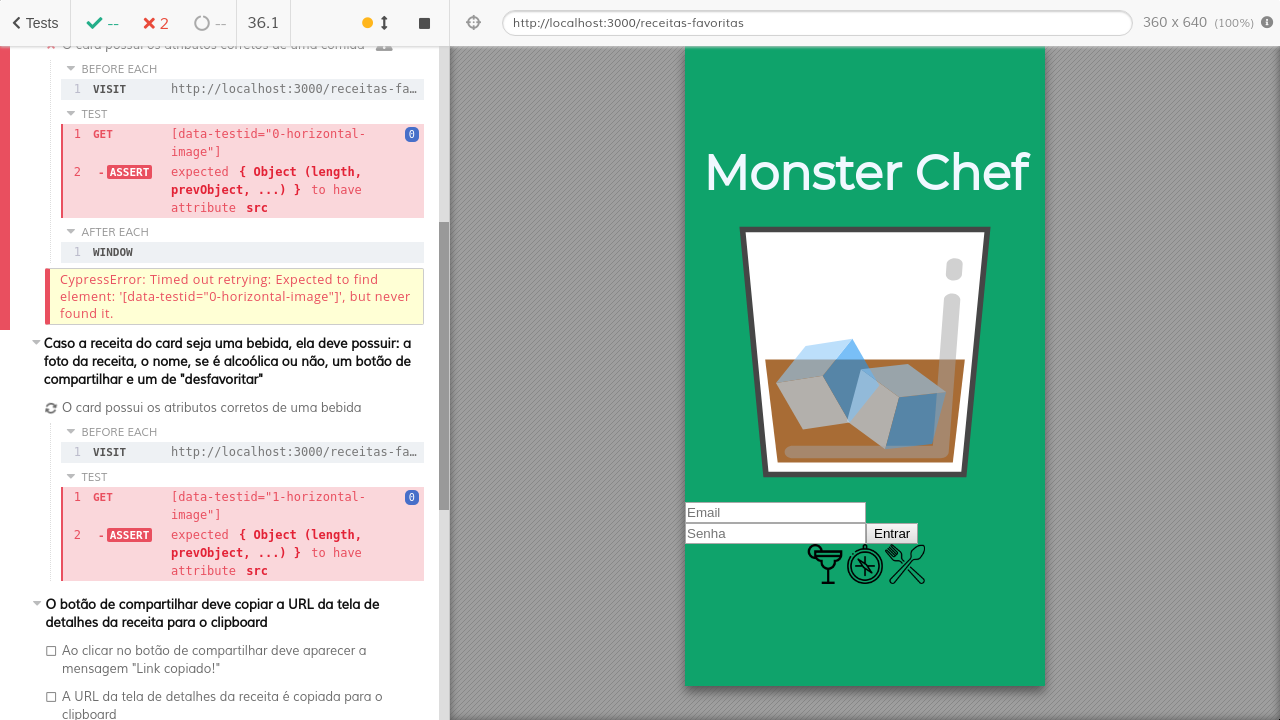 Tests
--
2
--
36.1
http://localhost:3000/receitas-favoritas
360 x 640 (100%)
O card possui os atributos corretos de uma comida
BEFORE EACH
1 VISIT http://localhost:3000/receitas-fa…
TEST
1 GET [data-testid="0-horizontal-
image"] 0
2 -ASSERT expected { Object (length,
prevObject, ...) } to have
attribute src
AFTER EACH
1 WINDOW
CypressError: Timed out retrying: Expected to find
element: '[data-testid="0-horizontal-image"]', but never
found it.
Caso a receita do card seja uma bebida, ela deve possuir: a
foto da receita, o nome, se é alcoólica ou não, um botão de
compartilhar e um de "desfavoritar"
O card possui os atributos corretos de uma bebida
BEFORE EACH
1 VISIT http://localhost:3000/receitas-fa…
TEST
1 GET [data-testid="1-horizontal-
image"] 0
2 -ASSERT expected { Object (length,
prevObject, ...) } to have
attribute src
O botão de compartilhar deve copiar a URL da tela de
detalhes da receita para o clipboard
Ao clicar no botão de compartilhar deve aparecer a
mensagem "Link copiado!"
A URL da tela de detalhes da receita é copiada para o
clipboard
Monster Chef
Email
Senha
Entrar